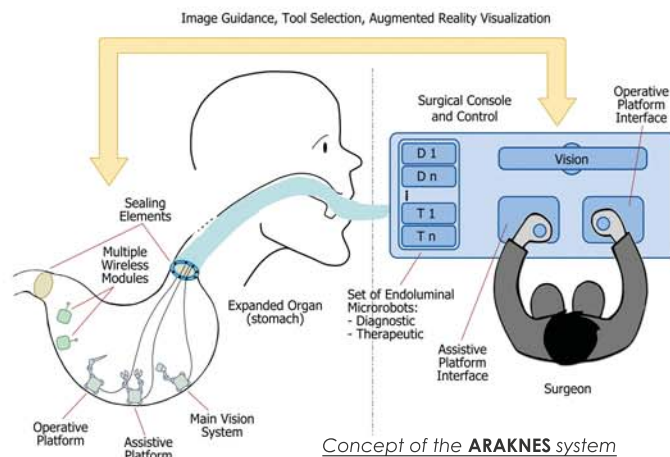 Image Guidance, Tool Selection, Augmented Reality Visualization
Surgical Console
and Control
Operative
Platform
Interface
D 1
D n
i
T 1
T n
Vision
Sealing
Elements
Multiple
Wireless
Modules
Expanded Organ
(stomach)
Set of Endoluminal
Microrobots:
- Diagnostic
- Therapeutic
Assistive
Platform
Interface
Surgeon
Operative
Platform
Assistive
Platform
Main Vision
System
Concept of the ARAKNES system